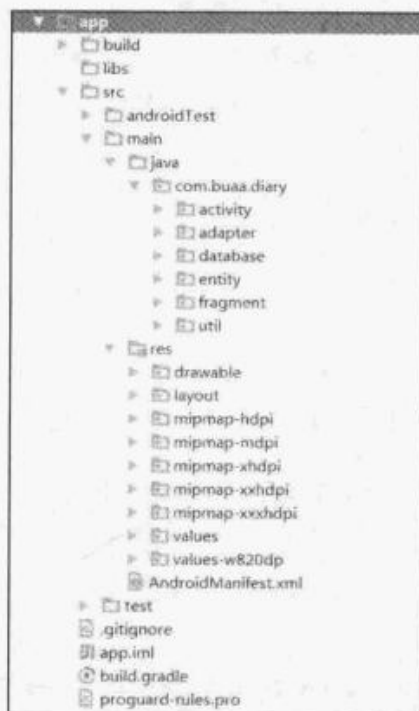 app
build
libs
src
androidTest
main
java
com.buaa.diary
activity
adapter
database
entity
fragment
util
res
drawable
layout
mipmap-hdpi
mipmap-mdpi
mipmap-xhdpi
mipmap-xxhdpi
mipmap-xxxhdpi
values
values-w820dp
AndroidManifest.xml
test
.gitignore
app.iml
build.gradle
proguard-rules.pro